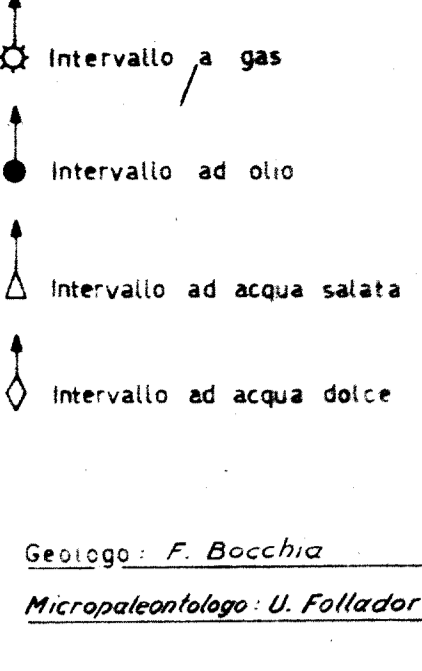 Intervallo a gas
Intervallo ad olio
Intervallo ad acqua salata
Intervallo ad acqua dolce
Geologo: F. Bocchia
Micropaleontologo: U. Follador